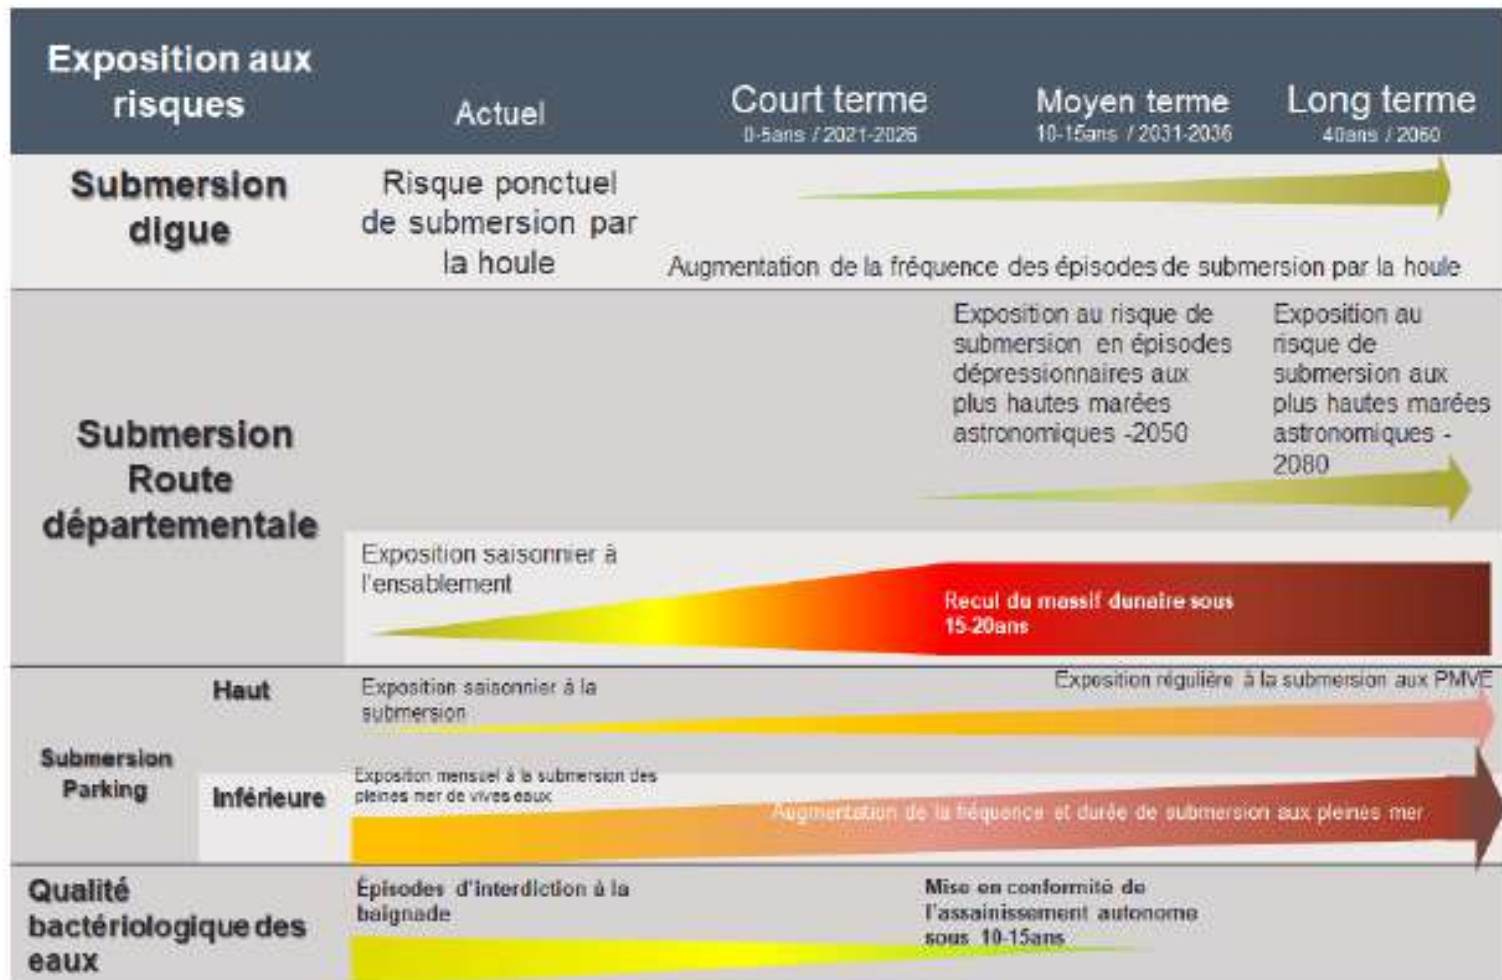 Exposition aux
risques
Actuel
Court terme
0-5ans / 2021-2026
Moyen terme
10-15ans / 2031-2036
Long terme
40ans / 2060
Submersion
digue
Risque ponctuel
de submersion par
la houle
Augmentation de la fréquence des épisodes de submersion par la houle
Submersion
Route
départementale
Exposition au risque de
submersion en épisodes
dépressionnaires aux
plus hautes marées
astronomiques -2050
Exposition au
risque de
submersion aux
plus hautes marées
astronomiques -
2080
Exposition saisonnier à
l'ensablement
Recul du massif dunaire sous
15-20ans
Submersion
Parking
Haut
Exposition saisonnier à la
submersion
Exposition régulière à la submersion aux PMVE
Inférieure
Exposition mensuel à la submersion des
pleines mer de vives eaux
Augmentation de la fréquence et durée de submersion aux pleines mer
Qualité
bactériologique des
eaux
Épisodes d'interdiction à la
baignade
Mise en conformité de
l'assainissement autonome
sous 10-15ans